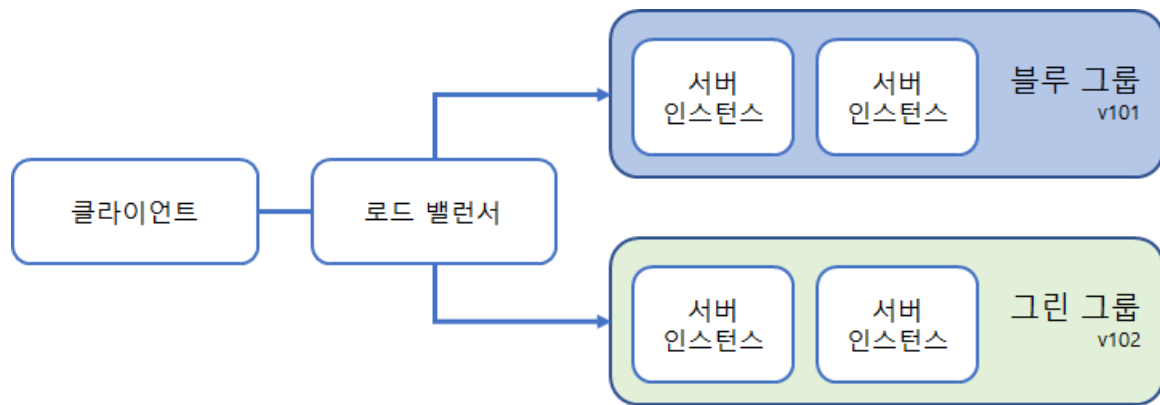 서버
인스턴스
서버
인스턴스
블루 그룹
v101
클라이언트
로드 밸런서
서버
인스턴스
서버
인스턴스
그린 그룹
v102